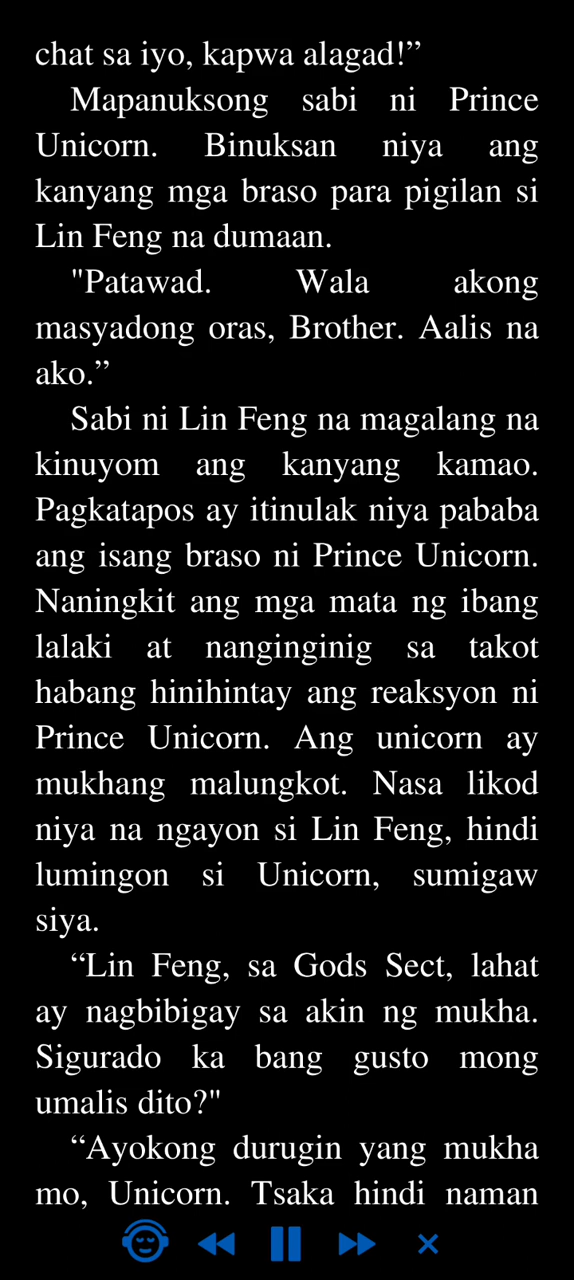 chat sa iyo, kapwa alagad!”
Mapanuksong sabi ni Prince
Unicorn. Binuksan niya ang
kanyang mga braso para pigilan si
Lin Feng na dumaan.
"Patawad. Wala akong
masyadong oras, Brother. Aalis na
ako.”
Sabi ni Lin Feng na magalang na
kinuyom ang kanyang kamao.
Pagkatapos ay itinulak niya pababa
ang isang braso ni Prince Unicorn.
Naningkit ang mga mata ng ibang
lalaki at nanginginig sa takot
habang hinihintay ang reaksyon ni
Prince Unicorn. Ang unicorn ay
mukhang malungkot. Nasa likod
niya na ngayon si Lin Feng, hindi
lumingon si Unicorn, sumigaw
siya.
“Lin Feng, sa Gods Sect, lahat
ay nagbibigay sa akin ng mukha.
Sigurado ka bang gusto mong
umalis dito?"
“Ayokong durugin yang mukha
mo, Unicorn. Tsaka hindi naman